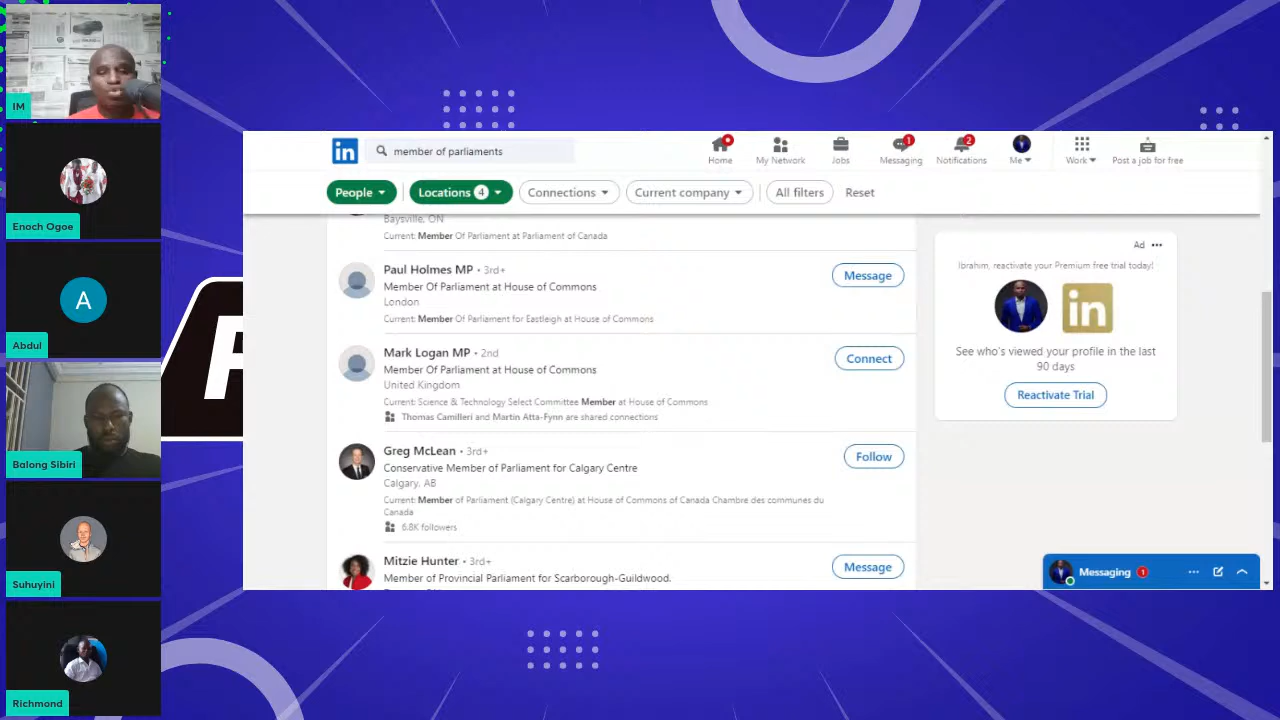 IM
Enoch Ogoe
A
Abdul
Balong Sibiri
Suhuyini
Richmond
in
member of parliaments
Home
My Network
Jobs
1
Messaging
2
Notifications
Me
Work
Post a job for free
People
Locations 4
Connections
Current company
All filters
Reset
Baysville, ON
Current: Member Of Parliament at Parliament of Canada
Paul Holmes MP • 3rd+
Member Of Parliament at House of Commons
London
Current: Member Of Parliament for Eastleigh at House of Commons
Message
Mark Logan MP • 2nd
Member Of Parliament at House of Commons
United Kingdom
Current: Science & Technology Select Committee Member at House of Commons
Thomas Camilleri and Martin Atta-Fynn are shared connections
Connect
Greg McLean • 3rd+
Conservative Member of Parliament for Calgary Centre
Calgary, AB
Current: Member of Parliament (Calgary Centre) at House of Commons of Canada Chambre des communes du
Canada
6.8K followers
Follow
Mitzie Hunter • 3rd+
Member of Provincial Parliament for Scarborough-Guildwood.
Message
Ad •••
Ibrahim, reactivate your Premium free trial today!
in
See who's viewed your profile in the last
90 days
Reactivate Trial
Messaging 1